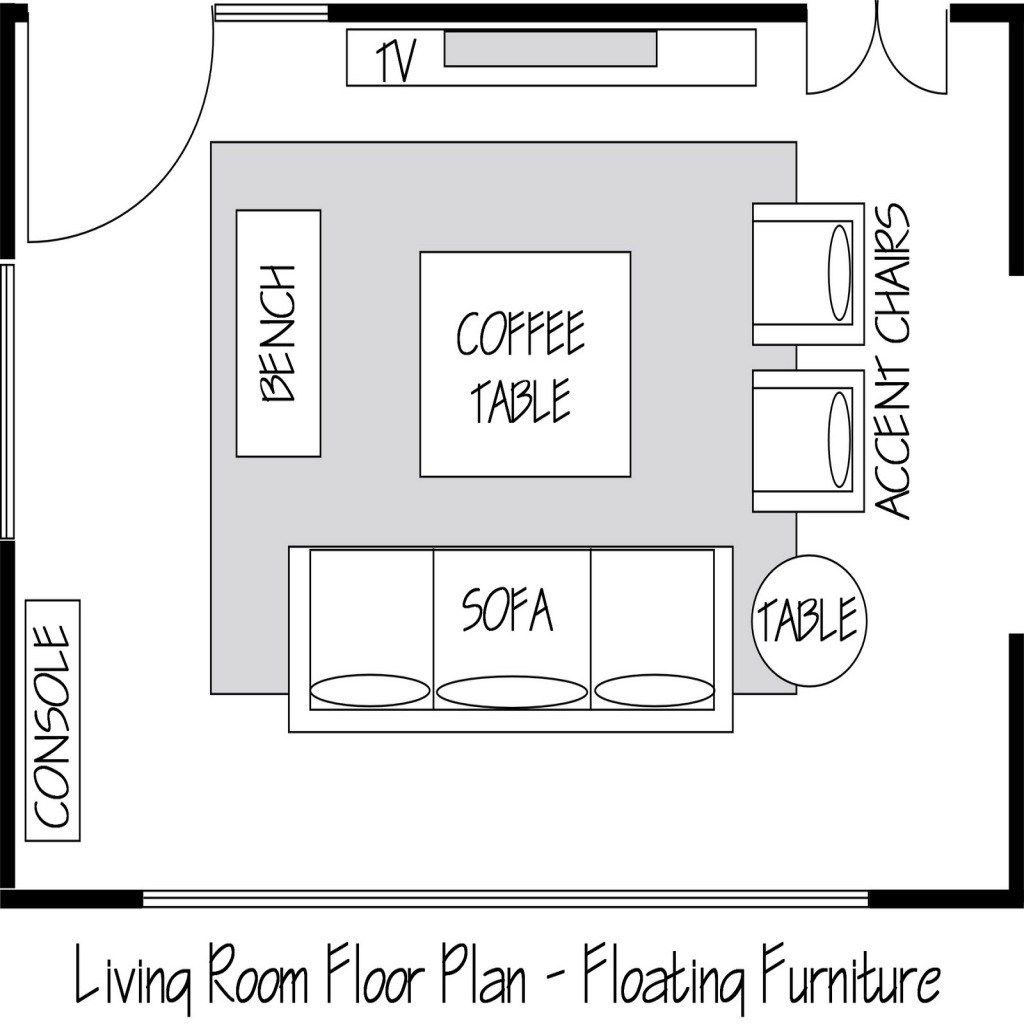 TV
BENCH
COFFEE
TABLE
ACCENT CHAIRS
SOFA
TABLE
CONSOLE
Living Room Floor Plan - Floating Furniture